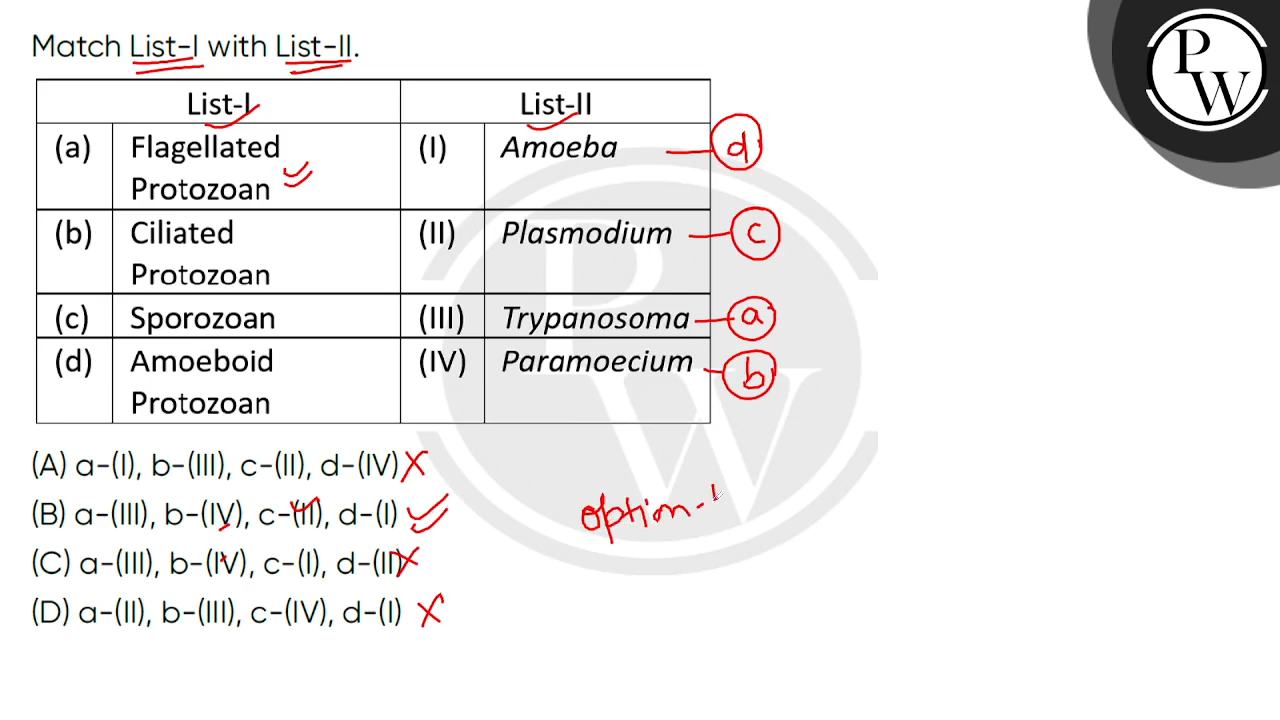 Match List-I with List-II.
P
W
List-I List-II
(a) Flagellated (I) Amoeba d
Protozoan
(b) Ciliated (II) Plasmodium c
Protozoan
(c) Sporozoan (III) Trypanosoma a
(d) Amoeboid (IV) Paramoecium b
Protozoan
(A) a-(I), b-(III), c-(II), d-(IV)
(B) a-(III), b-(IV), c-(II), d-(I)
(C) a-(III), b-(IV), c-(I), d-(II)
(D) a-(II), b-(III), c-(IV), d-(I)
option-
PW